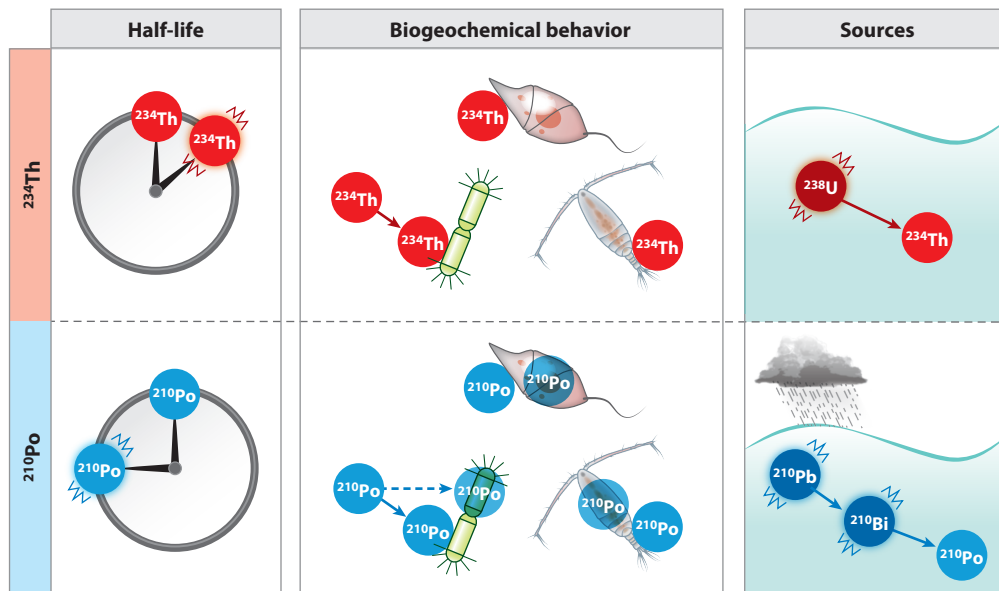 Half-life
Biogeochemical behavior
Sources
²³⁴Th
²³⁴Th
²³⁴Th
²³⁴Th
²³⁴Th
²³⁴Th
²³⁴Th
²³⁸U
²³⁴Th
²¹⁰Po
²¹⁰Po
²¹⁰Po
²¹⁰Po
²¹⁰Po
²¹⁰Po
²¹⁰Po
²¹⁰Po
²¹⁰Po
²¹⁰Po
²¹⁰Pb
²¹⁰Bi
²¹⁰Po